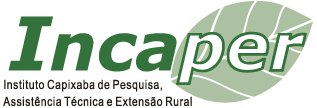 Incaper
Instituto Capixaba de Pesquisa,
Assistência Técnica e Extensão Rural